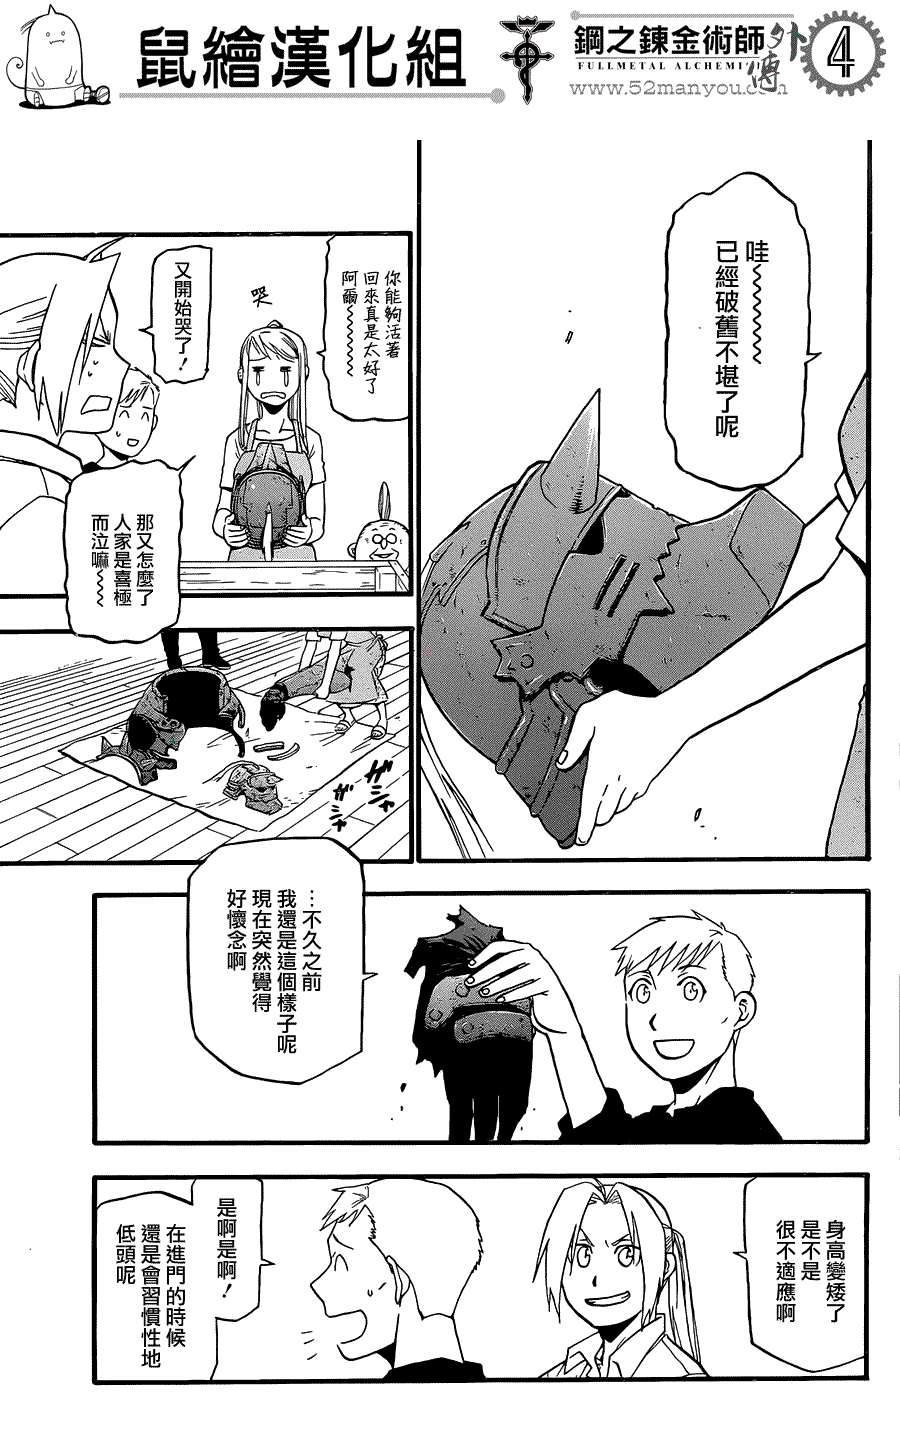 鼠繪漢化組
鋼之鍊金術師
外傳
FULLMETAL ALCHEMIST
www.52manyou.com
4
哇~~~~
已經破舊不堪了呢
你能夠活著
回來真是太好了
阿爾~~~~
哭
又開始哭了!
那又怎麼了
人家是喜極
而泣嘛~~~
ガシャ
ガシャ
…不久之前
我還是這個樣子呢
現在突然覺得
好懷念啊
身高變矮了
是不是
很不適應啊
是啊是啊!
在進門的時候
還是會習慣性地
低頭呢